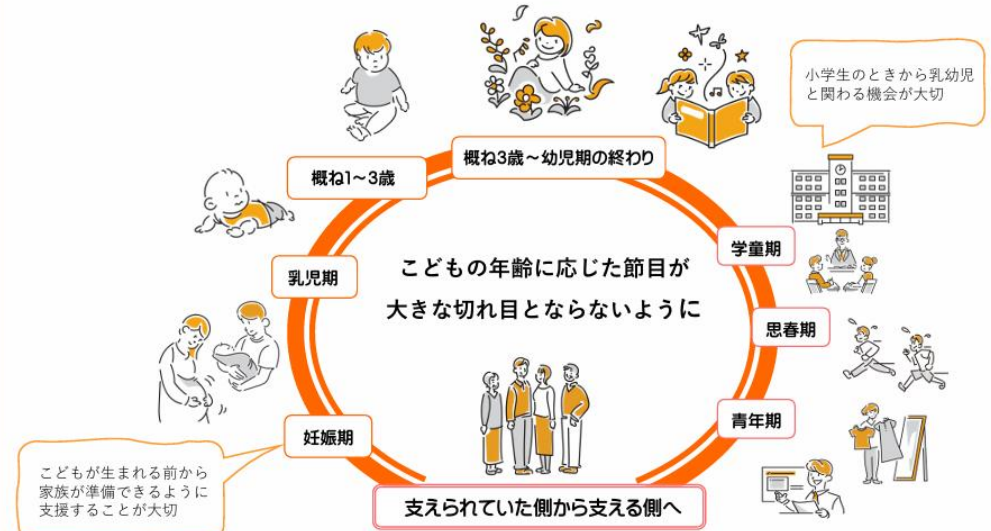 小学生のときから乳幼児
と関わる機会が大切
概ね3歳～幼児期の終わり
概ね1～3歳
学童期
乳児期
こどもの年齢に応じた節目が
大きな切れ目とならないように
思春期
青年期
妊娠期
こどもが生まれる前から
家族が準備できるように
支援することが大切
支えられていた側から支える側へ